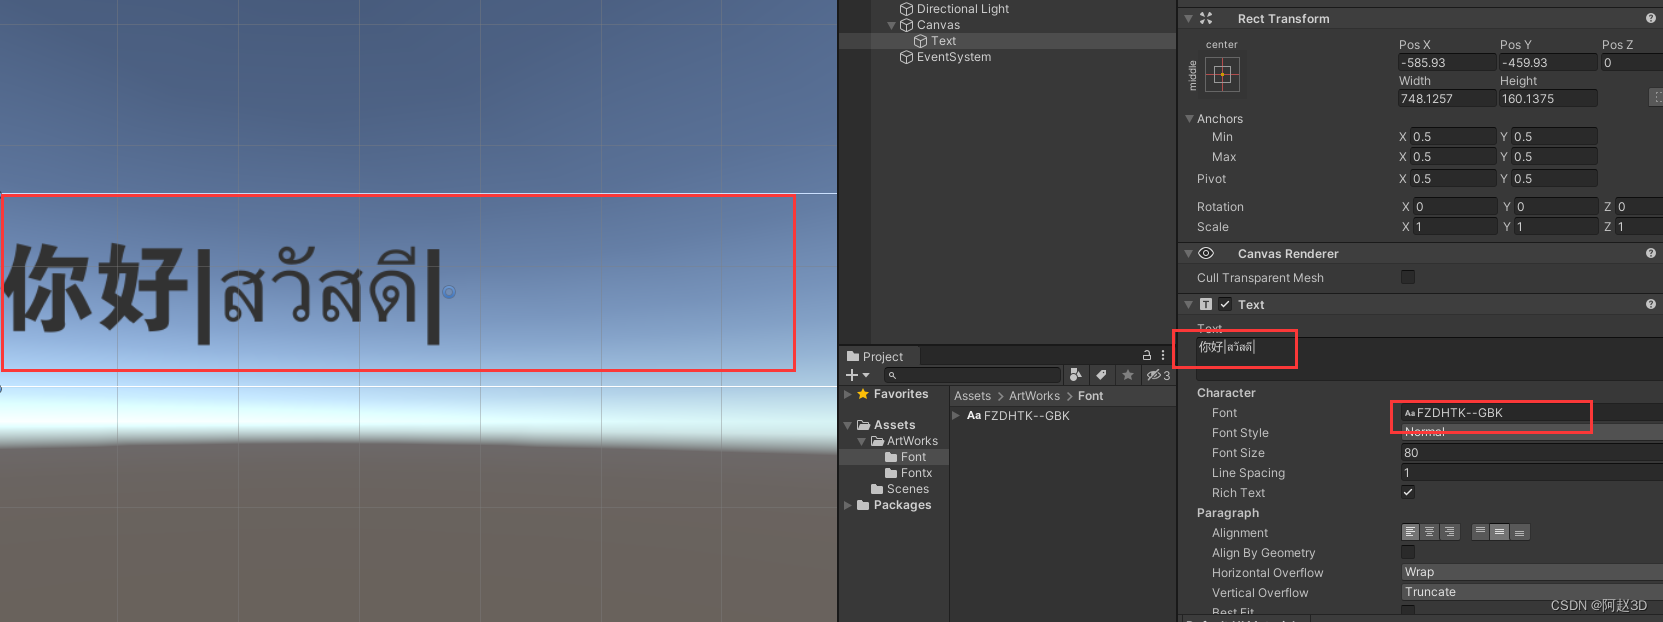 你好|สวัสดี|
Directional Light
Canvas
Text
EventSystem
Project
3
Favorites
Assets
ArtWorks
Font
Fontx
Scenes
Packages
Assets > ArtWorks > Font
Aa FZDHTK--GBK
Rect Transform
center
middle
Pos X Pos Y Pos Z
-585.93 -459.93 0
Width Height
748.1257 160.1375
Anchors
Min X 0.5 Y 0.5
Max X 0.5 Y 0.5
Pivot X 0.5 Y 0.5
Rotation X 0 Y 0 Z 0
Scale X 1 Y 1 Z 1
Canvas Renderer
Cull Transparent Mesh
T Text
Text
你好|สวัสดี|
Character
Font Aa FZDHTK--GBK
Font Style Normal
Font Size 80
Line Spacing 1
Rich Text
Paragraph
Alignment
Align By Geometry
Horizontal Overflow Wrap
Vertical Overflow Truncate
Best Fit
CSDN @阿赵3D